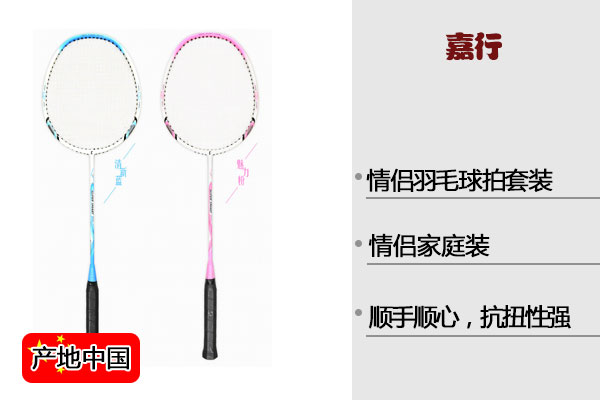 嘉行
情侣羽毛球拍套装
情侣家庭装
顺手顺心，抗扭性强
产地中国